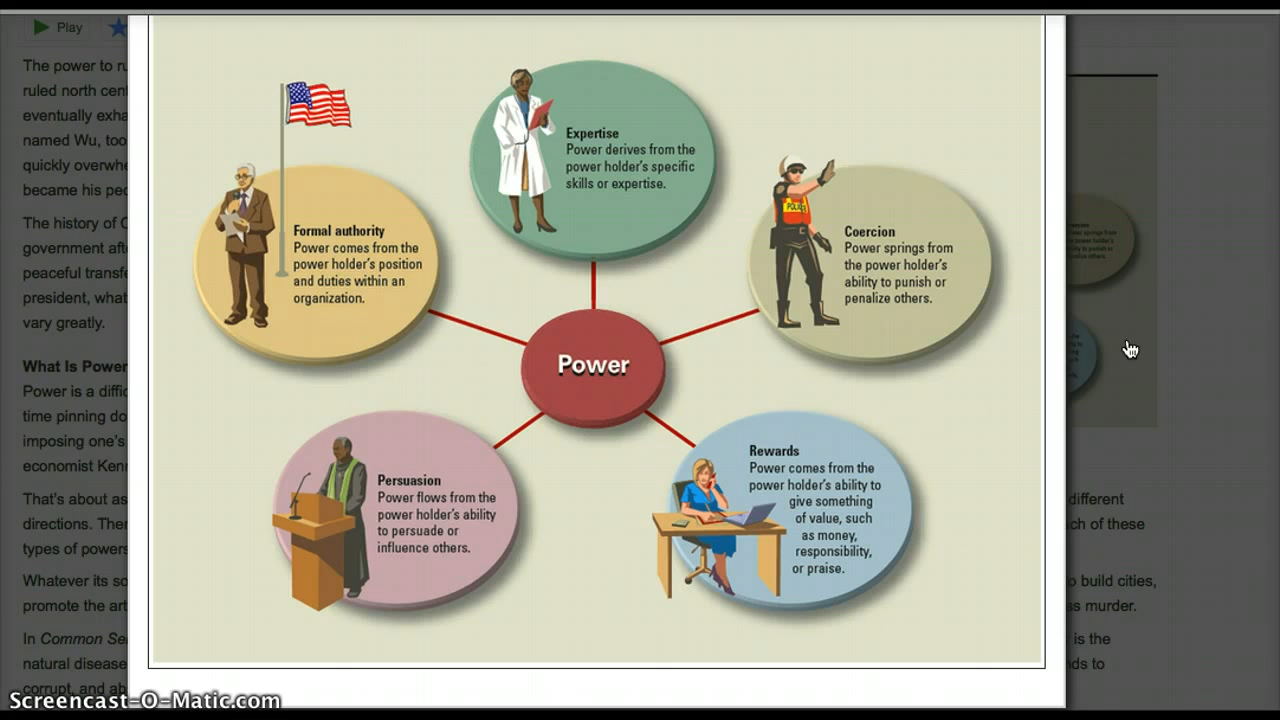 Play
The power to ru
ruled north cent
eventually exha
named Wu, too
quickly overwhe
became his peo
The history of C
government afte
peaceful transfe
president, what
vary greatly.
What Is Power
Power is a diffic
time pinning do
imposing one's
economist Kenn
That's about as
directions. Ther
types of powers
Whatever its so
promote the art
In Common Se
natural disease
corrupt, and ab
Expertise
Power derives from the
power holder's specific
skills or expertise.
Formal authority
Power comes from the
power holder's position
and duties within an
organization.
POLICE
Coercion
Power springs from
the power holder's
ability to punish or
penalize others.
Power
Persuasion
Power flows from the
power holder's ability
to persuade or
influence others.
Rewards
Power comes from the
power holder's ability to
give something
of value, such
as money,
responsibility,
or praise.
different
ch of these
o build cities,
as murder.
r is the
nds to
Screencast-O-Matic.com